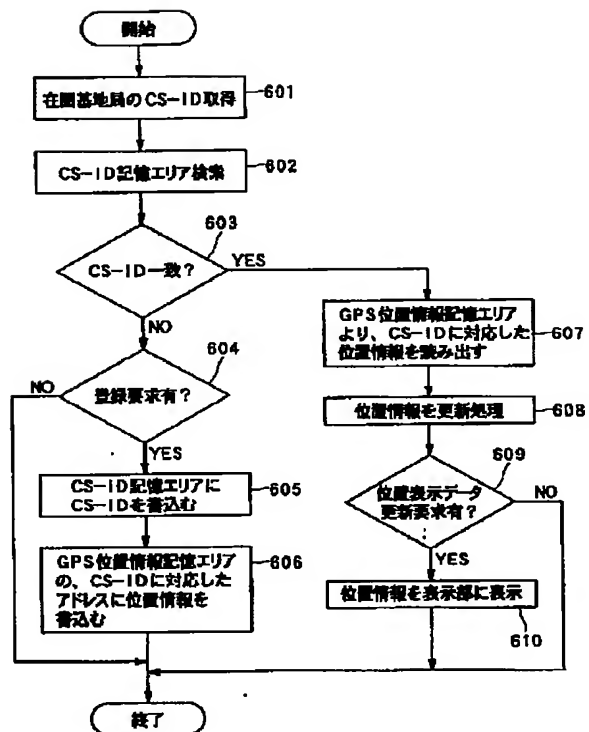 開始
在圏基地局のCS-ID取得
601
CS-ID記憶エリア検索
602
603
CS-ID一致?
YES
NO
604
登録要求有?
NO
YES
CS-ID記憶エリアに
CS-IDを書込む
605
GPS位置情報記憶エリア
の、CS-IDに対応した
アドレスに位置情報を
書込む
606
GPS位置情報記憶エリア
より、CS-IDに対応した
位置情報を読み出す
607
位置情報を更新処理
608
609
位置表示データ
更新要求有?
NO
YES
位置情報を表示部に表示
610
終了